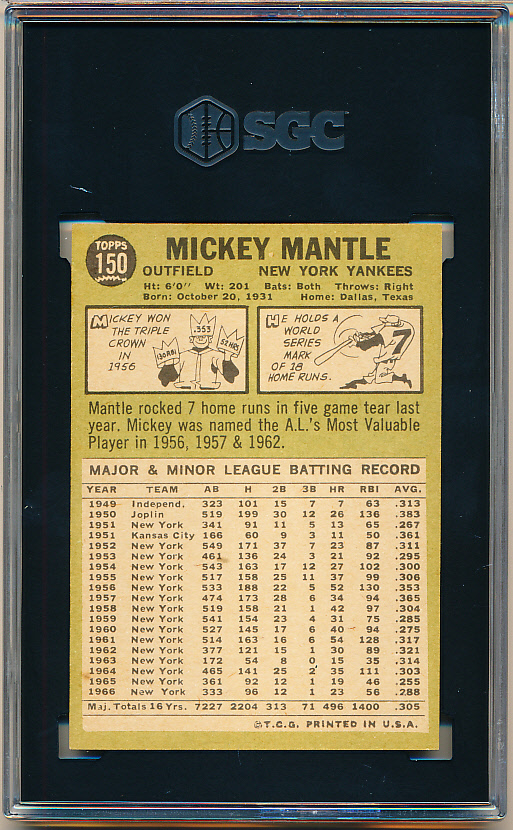 SGC
TOPPS
150
MICKEY MANTLE
OUTFIELD NEW YORK YANKEES
Ht: 6'0" Wt: 201 Bats: Both Throws: Right
Born: October 20, 1931 Home: Dallas, Texas
MICKEY WON
THE TRIPLE
CROWN
IN
1956
130 RBI
.353
52 HRS
HE HOLDS A
WORLD
SERIES
MARK
OF 18
HOME RUNS.
7
Mantle rocked 7 home runs in five game tear last
year. Mickey was named the A.L.'s Most Valuable
Player in 1956, 1957 & 1962.
MAJOR & MINOR LEAGUE BATTING RECORD
YEAR TEAM AB H 2B 3B HR RBI AVG.
1949 Independ. 323 101 15 7 7 63 .313
1950 Joplin 519 199 30 12 26 136 .383
1951 New York 341 91 11 5 13 65 .267
1951 Kansas City 166 60 9 3 11 50 .361
1952 New York 549 171 37 7 23 87 .311
1953 New York 461 136 24 3 21 92 .295
1954 New York 543 163 17 12 27 102 .300
1955 New York 517 158 25 11 37 99 .306
1956 New York 533 188 22 5 52 130 .353
1957 New York 474 173 28 6 34 94 .365
1958 New York 519 158 21 1 42 97 .304
1959 New York 541 154 23 4 31 75 .285
1960 New York 527 145 17 6 40 94 .275
1961 New York 514 163 16 6 54 128 .317
1962 New York 377 121 15 1 30 89 .321
1963 New York 172 54 8 0 15 35 .314
1964 New York 465 141 25 2 35 111 .303
1965 New York 361 92 12 1 19 46 .255
1966 New York 333 96 12 1 23 56 .288
Maj. Totals 16 Yrs. 7227 2204 313 71 496 1400 .305
©T.C.G. PRINTED IN U.S.A.